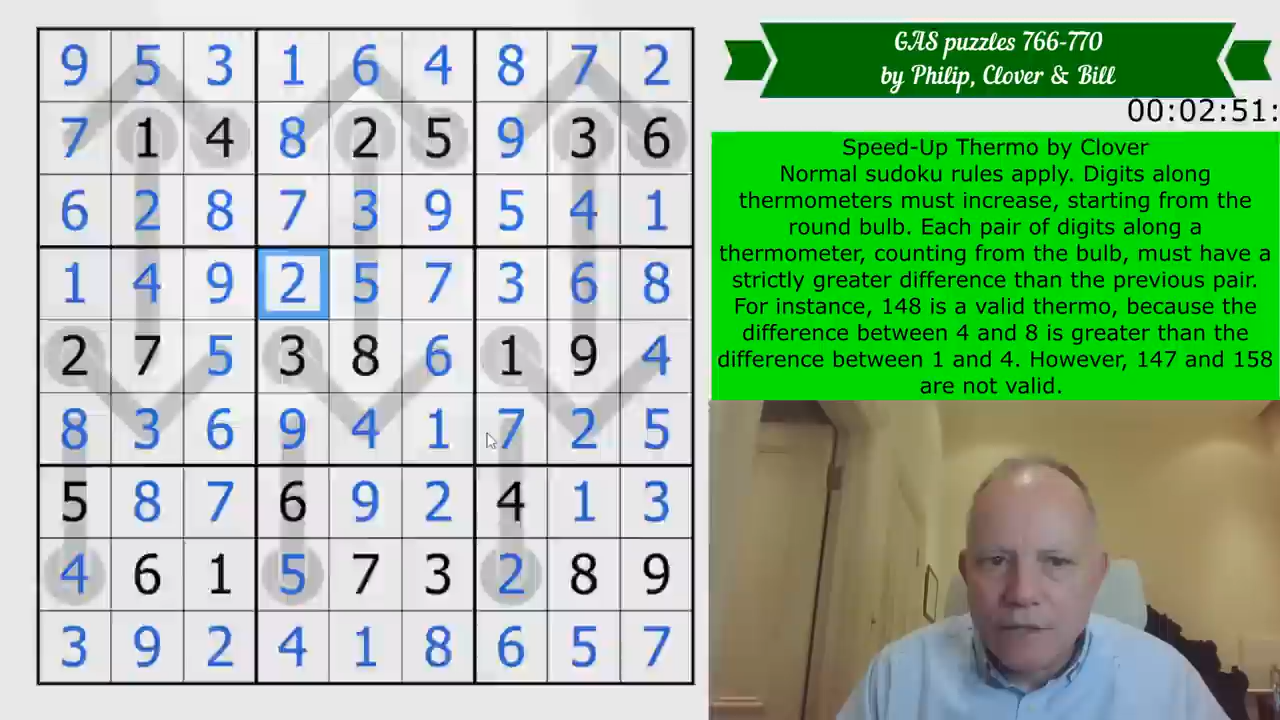 GAS puzzles 766-770
by Philip, Clover & Bill
00:02:51:
Speed-Up Thermo by Clover
Normal sudoku rules apply. Digits along
thermometers must increase, starting from the
round bulb. Each pair of digits along a
thermometer, counting from the bulb, must have a
strictly greater difference than the previous pair.
For instance, 148 is a valid thermo, because the
difference between 4 and 8 is greater than the
difference between 1 and 4. However, 147 and 158
are not valid.
9 5 3 1 6 4 8 7 2
7 1 4 8 2 5 9 3 6
6 2 8 7 3 9 5 4 1
1 4 9 2 5 7 3 6 8
2 7 5 3 8 6 1 9 4
8 3 6 9 4 1 7 2 5
5 8 7 6 9 2 4 1 3
4 6 1 5 7 3 2 8 9
3 9 2 4 1 8 6 5 7